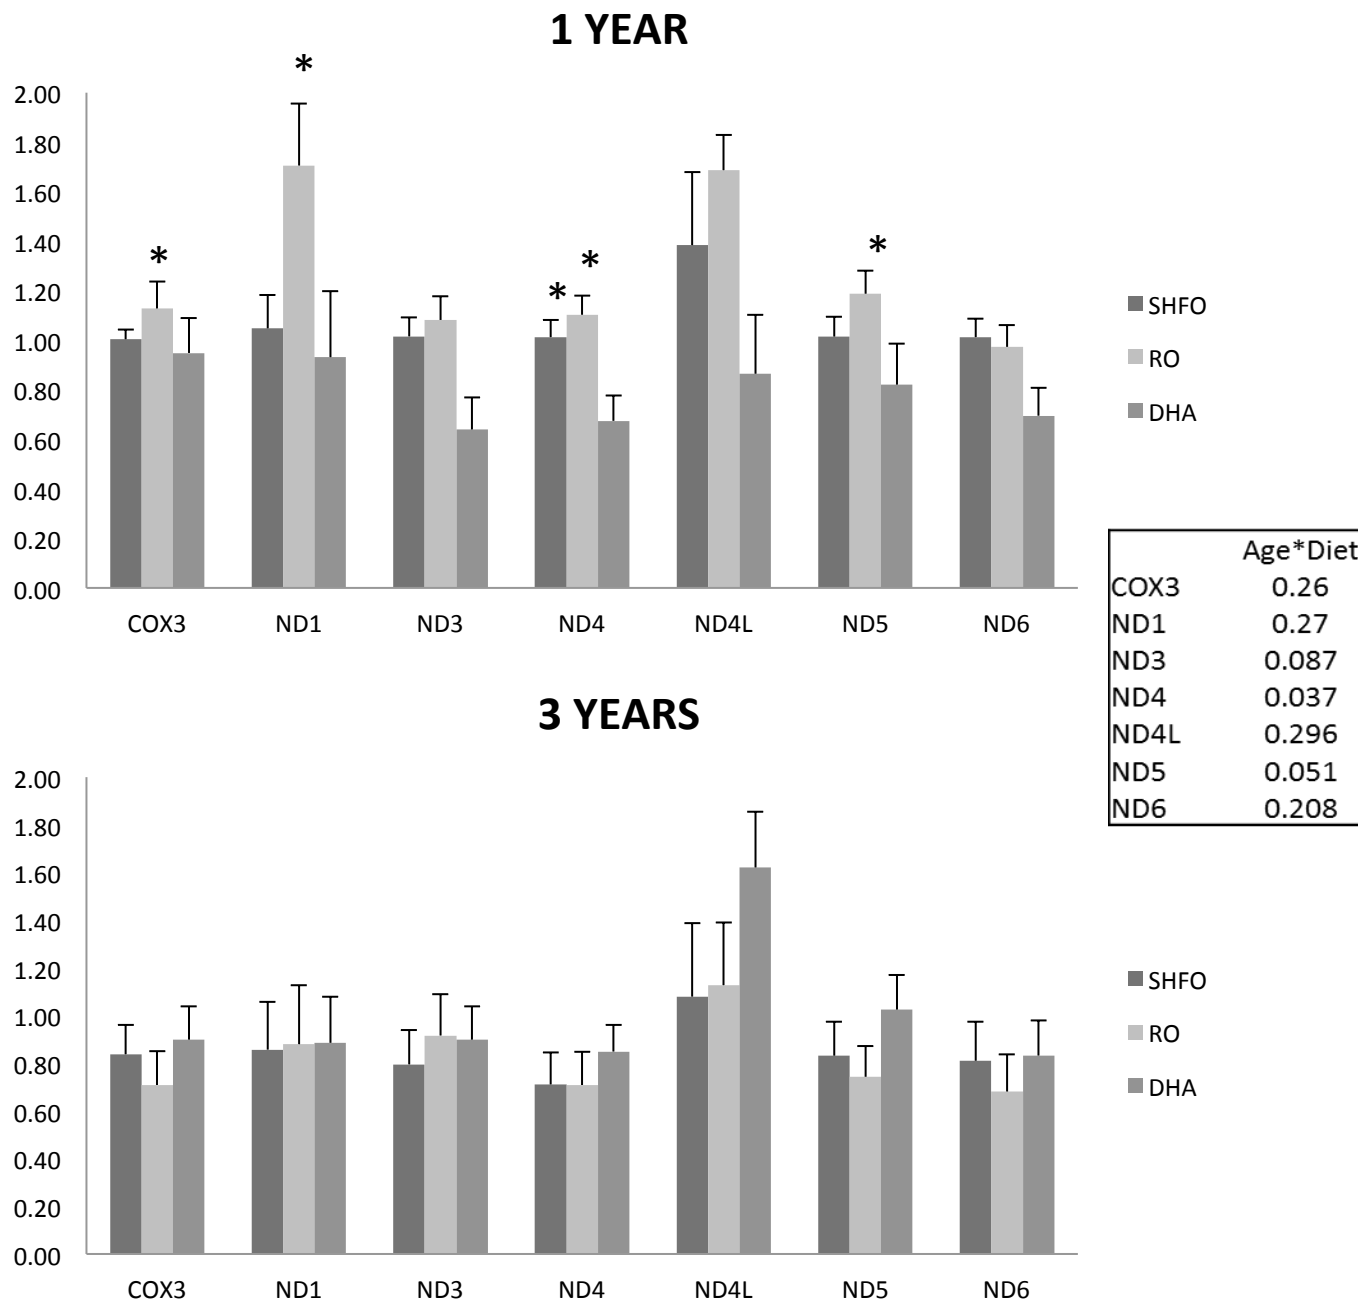 1 YEAR
*
2.00
1.80
1.60
1.40
* * * *
1.20
1.00
0.80
0.60
0.40
0.20
0.00
COX3 ND1 ND3 ND4 ND4L ND5 ND6
SHFO
RO
DHA
Age*Diet
COX3 0.26
ND1 0.27
ND3 0.087
ND4 0.037
ND4L 0.296
ND5 0.051
ND6 0.208
3 YEARS
2.00
1.80
1.60
1.40
1.20
1.00
0.80
0.60
0.40
0.20
0.00
COX3 ND1 ND3 ND4 ND4L ND5 ND6
SHFO
RO
DHA